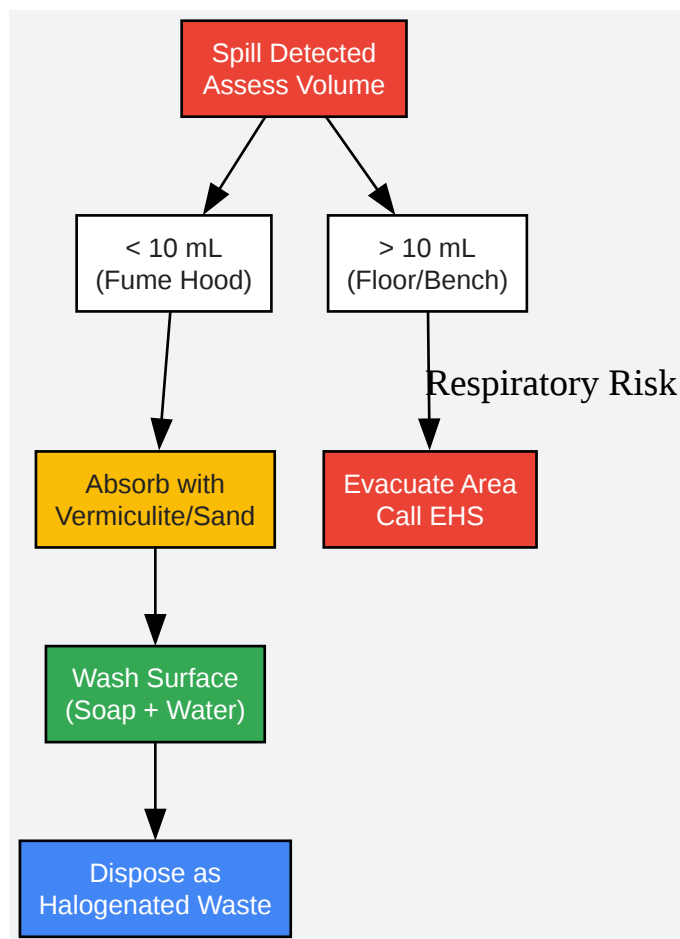 Spill Detected
Assess Volume
< 10 mL
(Fume Hood)
> 10 mL
(Floor/Bench)
Respiratory Risk
Absorb with
Vermiculite/Sand
Evacuate Area
Call EHS
Wash Surface
(Soap + Water)
Dispose as
Halogenated Waste